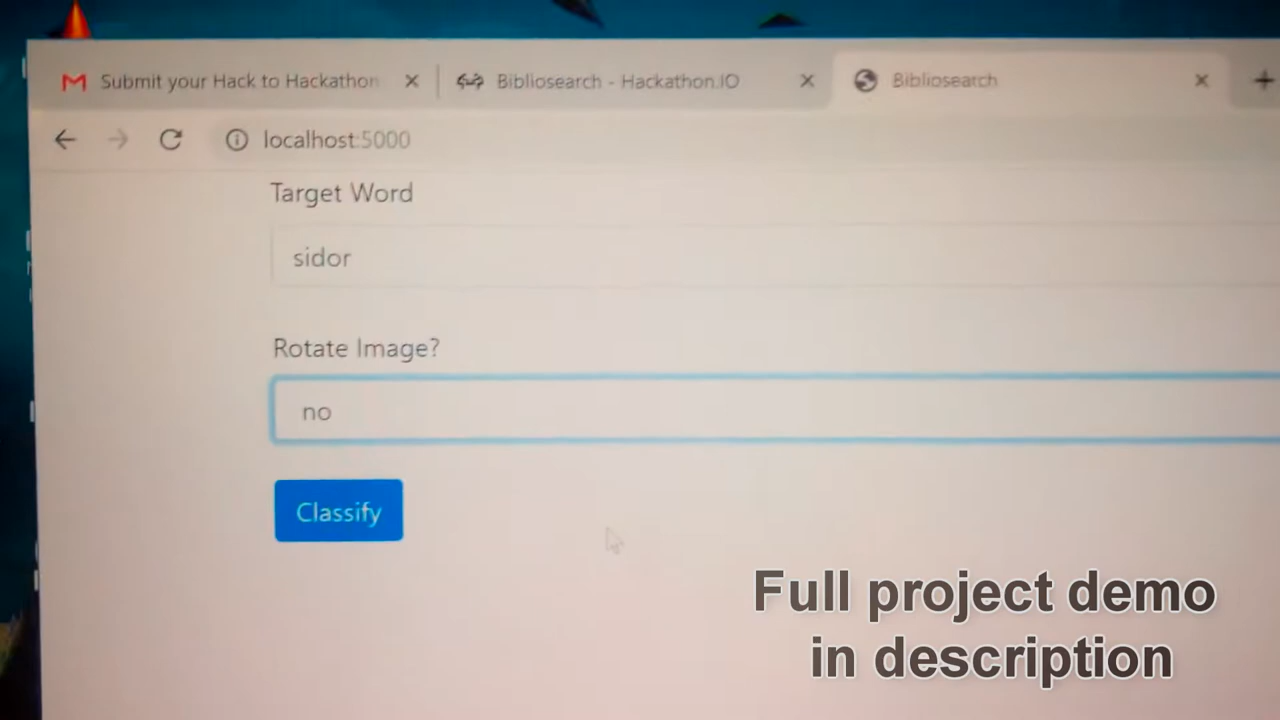 Submit your Hack to Hackathon
Bibliosearch - Hackathon.IO
Bibliosearch
localhost:5000
Target Word
sidor
Rotate Image?
no
Classify
Full project demo
in description